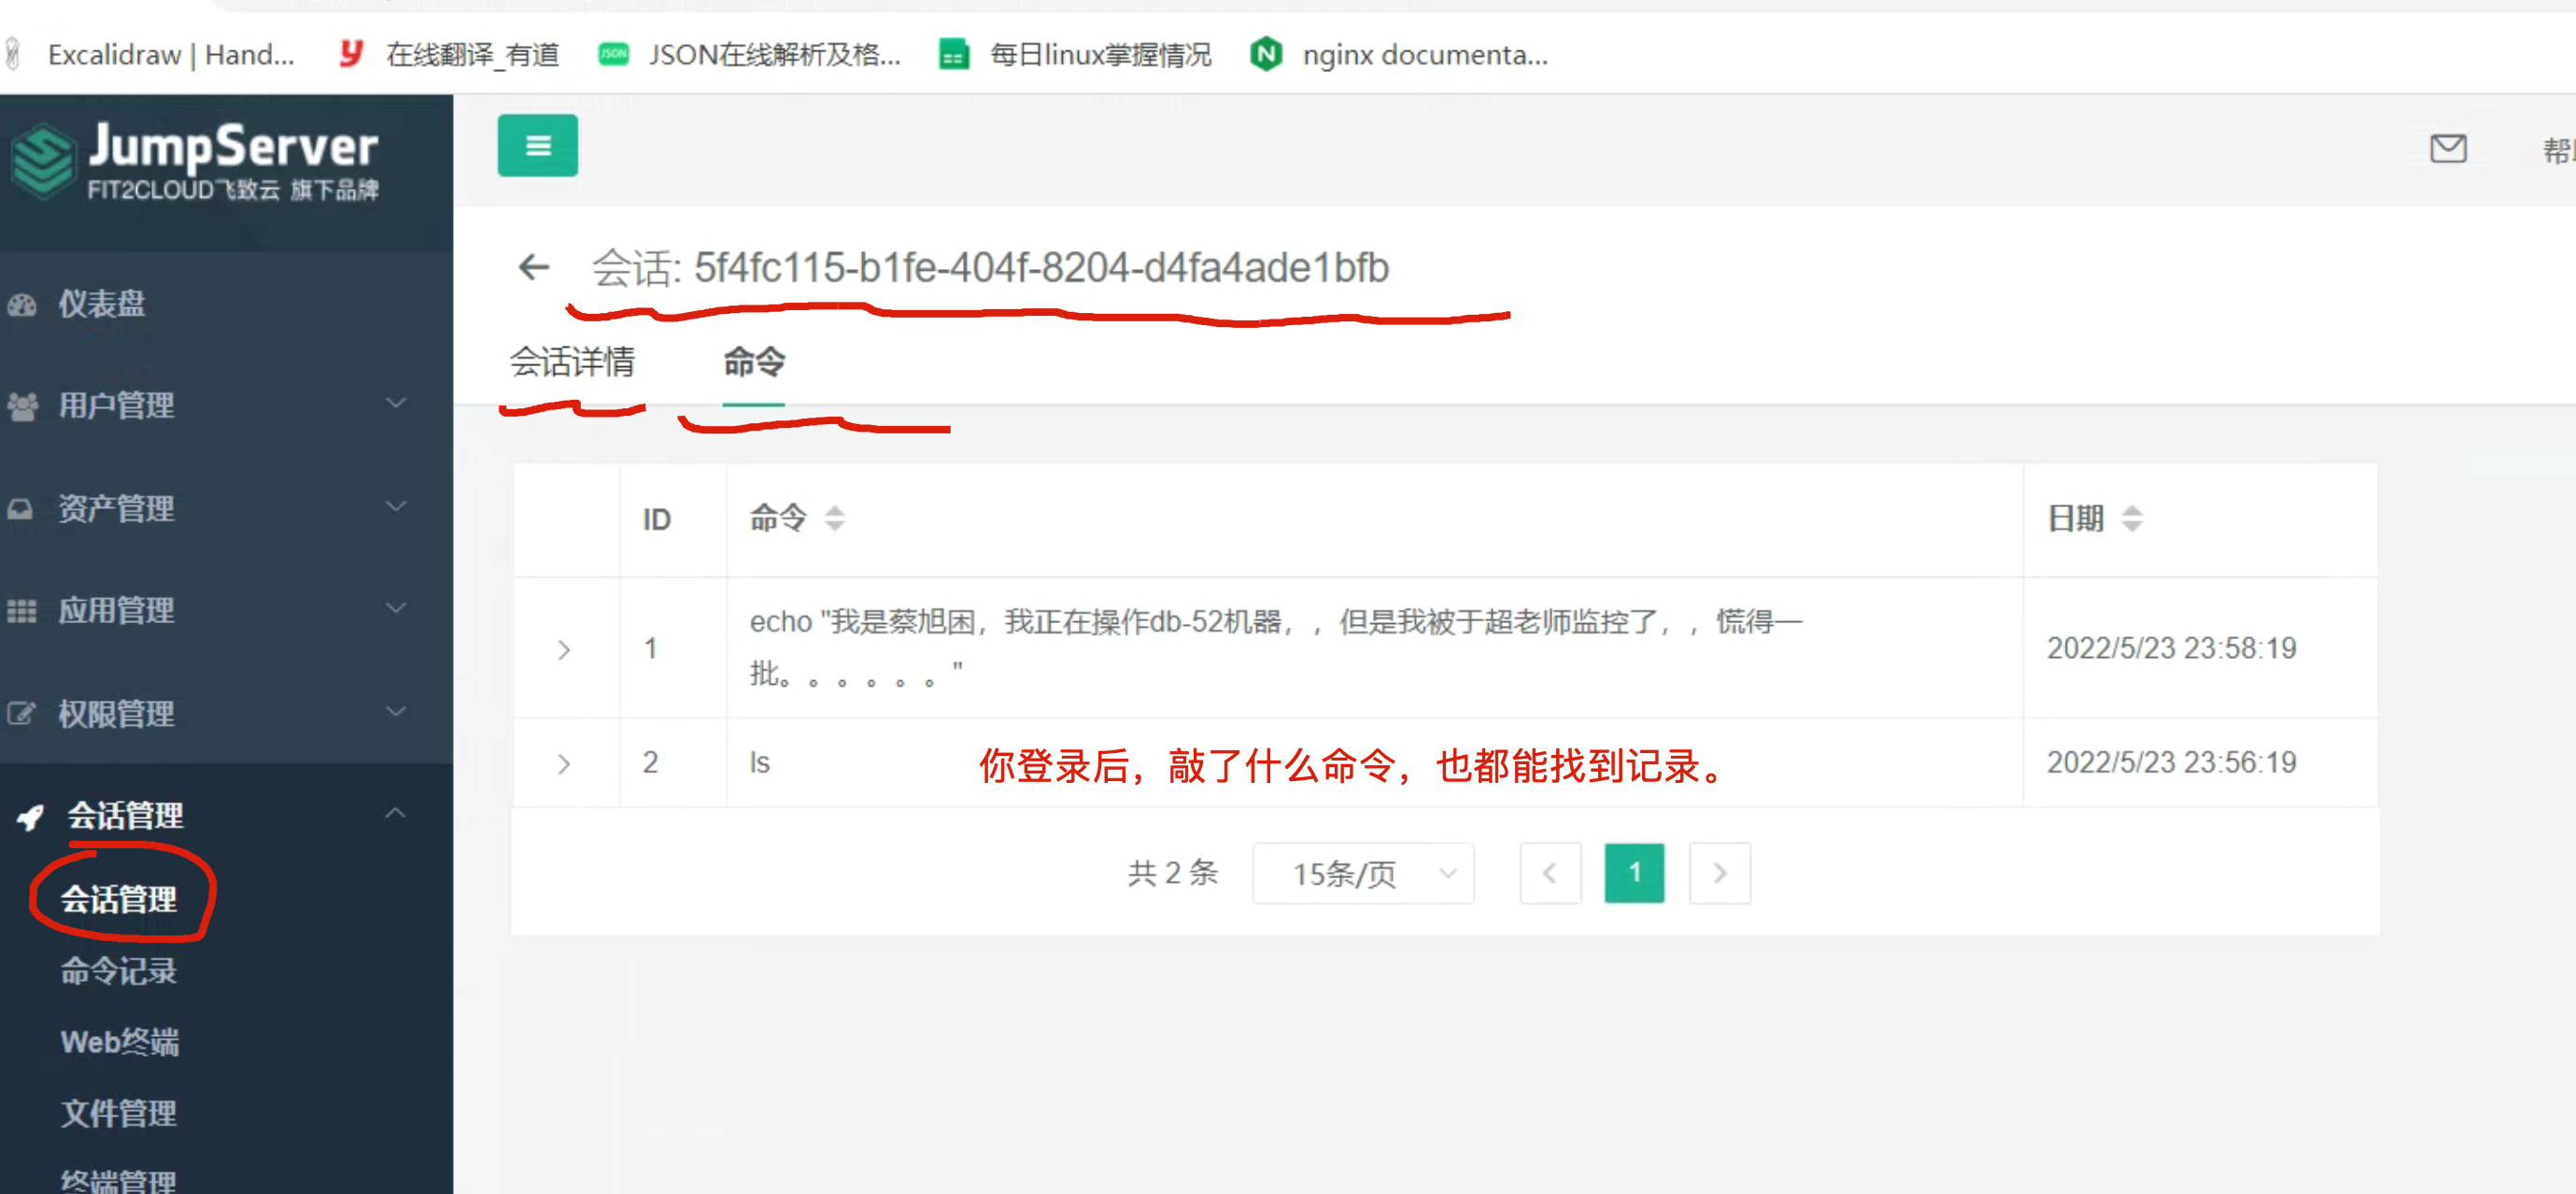 Excalidraw | Hand...
在线翻译_有道
JSON在线解析及格...
每日linux掌握情况
nginx documenta...
JumpServer
FIT2CLOUD飞致云 旗下品牌
仪表盘
用户管理
资产管理
应用管理
权限管理
会话管理
会话管理
命令记录
Web终端
文件管理
终端管理
会话: 5f4fc115-b1fe-404f-8204-d4fa4ade1bfb
会话详情
命令
ID 命令 日期
1 echo "我是蔡旭困，我正在操作db-52机器，，但是我被于超老师监控了，，慌得一
批。。。。。。" 2022/5/23 23:58:19
2 ls 2022/5/23 23:56:19
你登录后，敲了什么命令，也都能找到记录。
共 2 条 15条/页 1